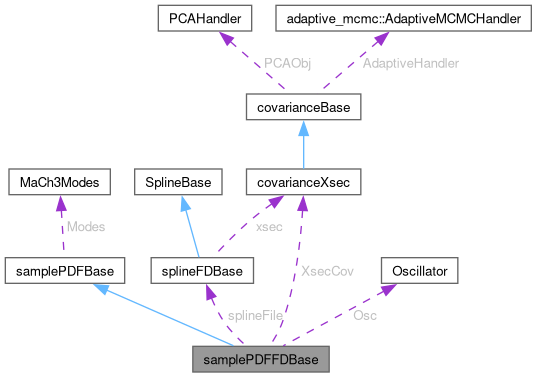 PCAHandler
adaptive_mcmc::AdaptiveMCMCHandler
PCAObj
AdaptiveHandler
covarianceBase
MaCh3Modes
SplineBase
covarianceXsec
Modes
xsec
samplePDFBase
splineFDBase
XsecCov
Oscillator
splineFile
Osc
samplePDFFDBase